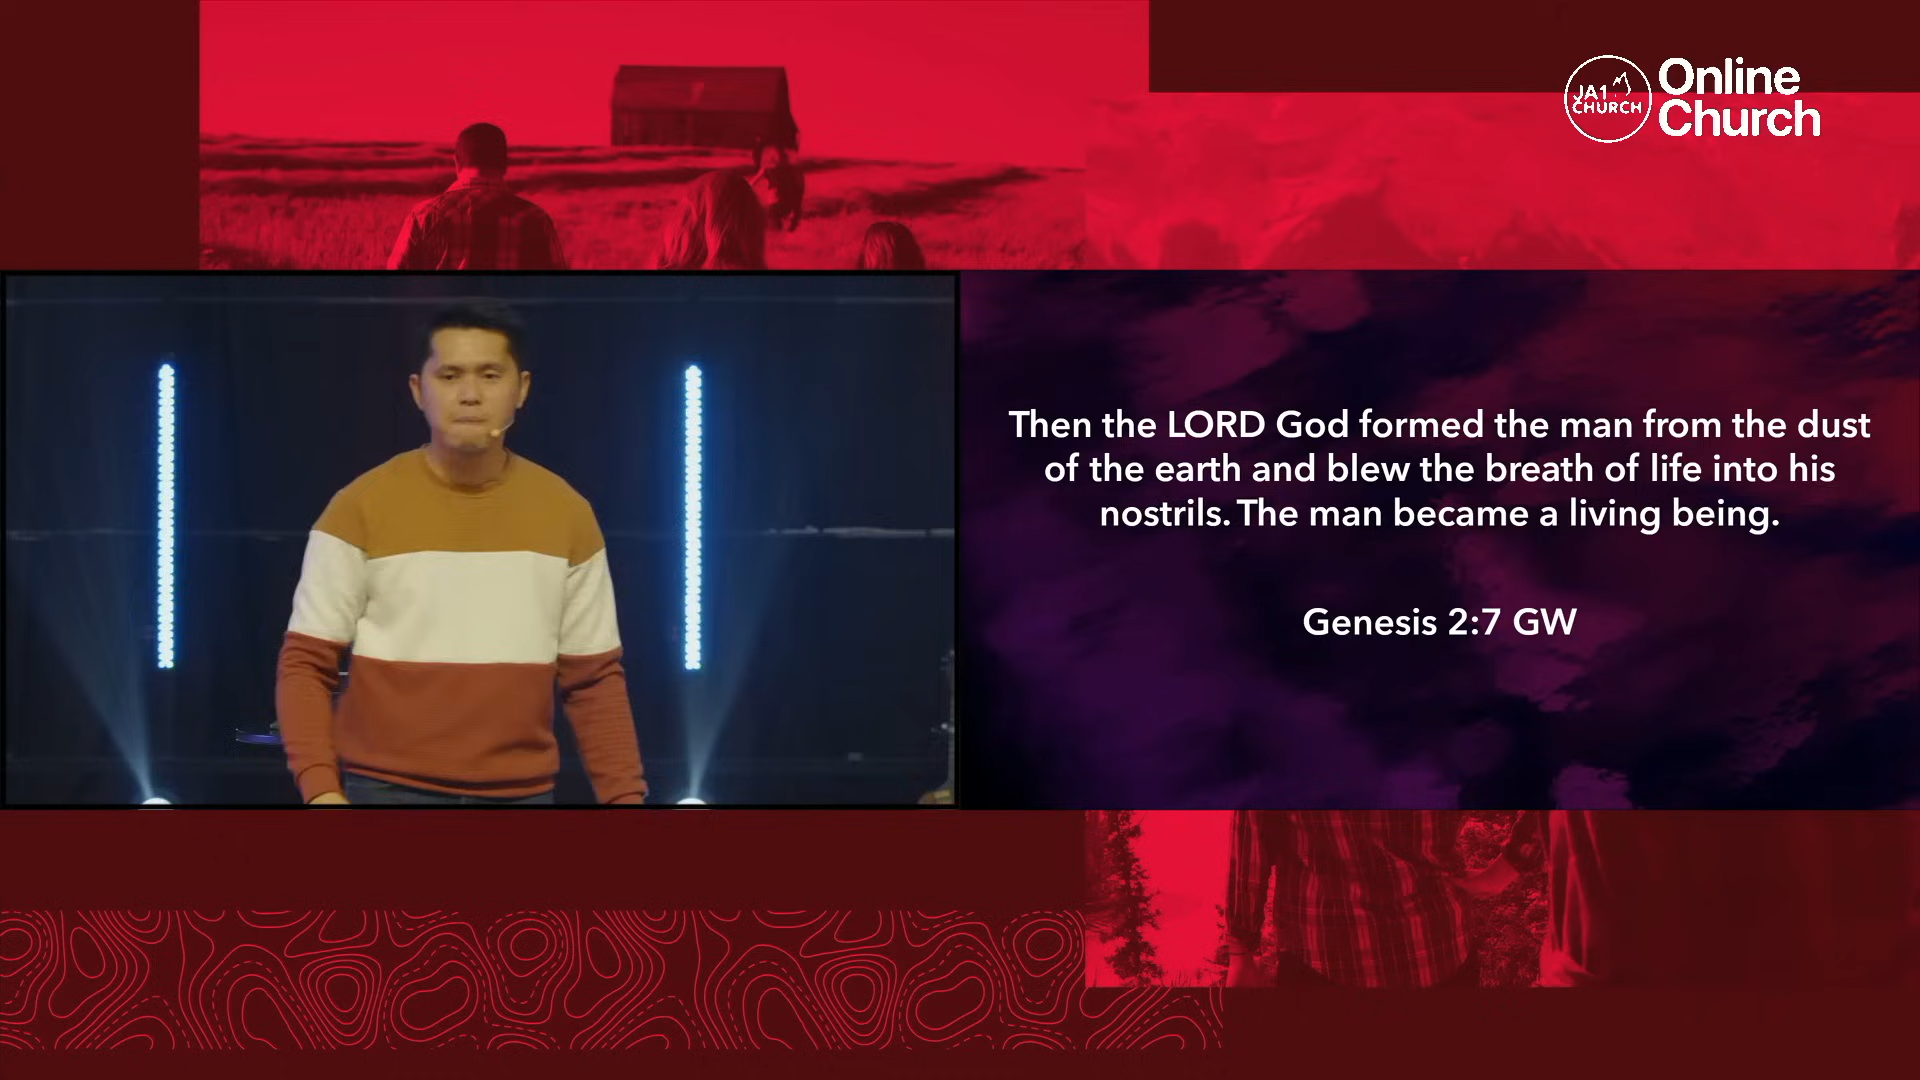 JA1
CHURCH
Online
Church
Then the LORD God formed the man from the dust
of the earth and blew the breath of life into his
nostrils. The man became a living being.
Genesis 2:7 GW